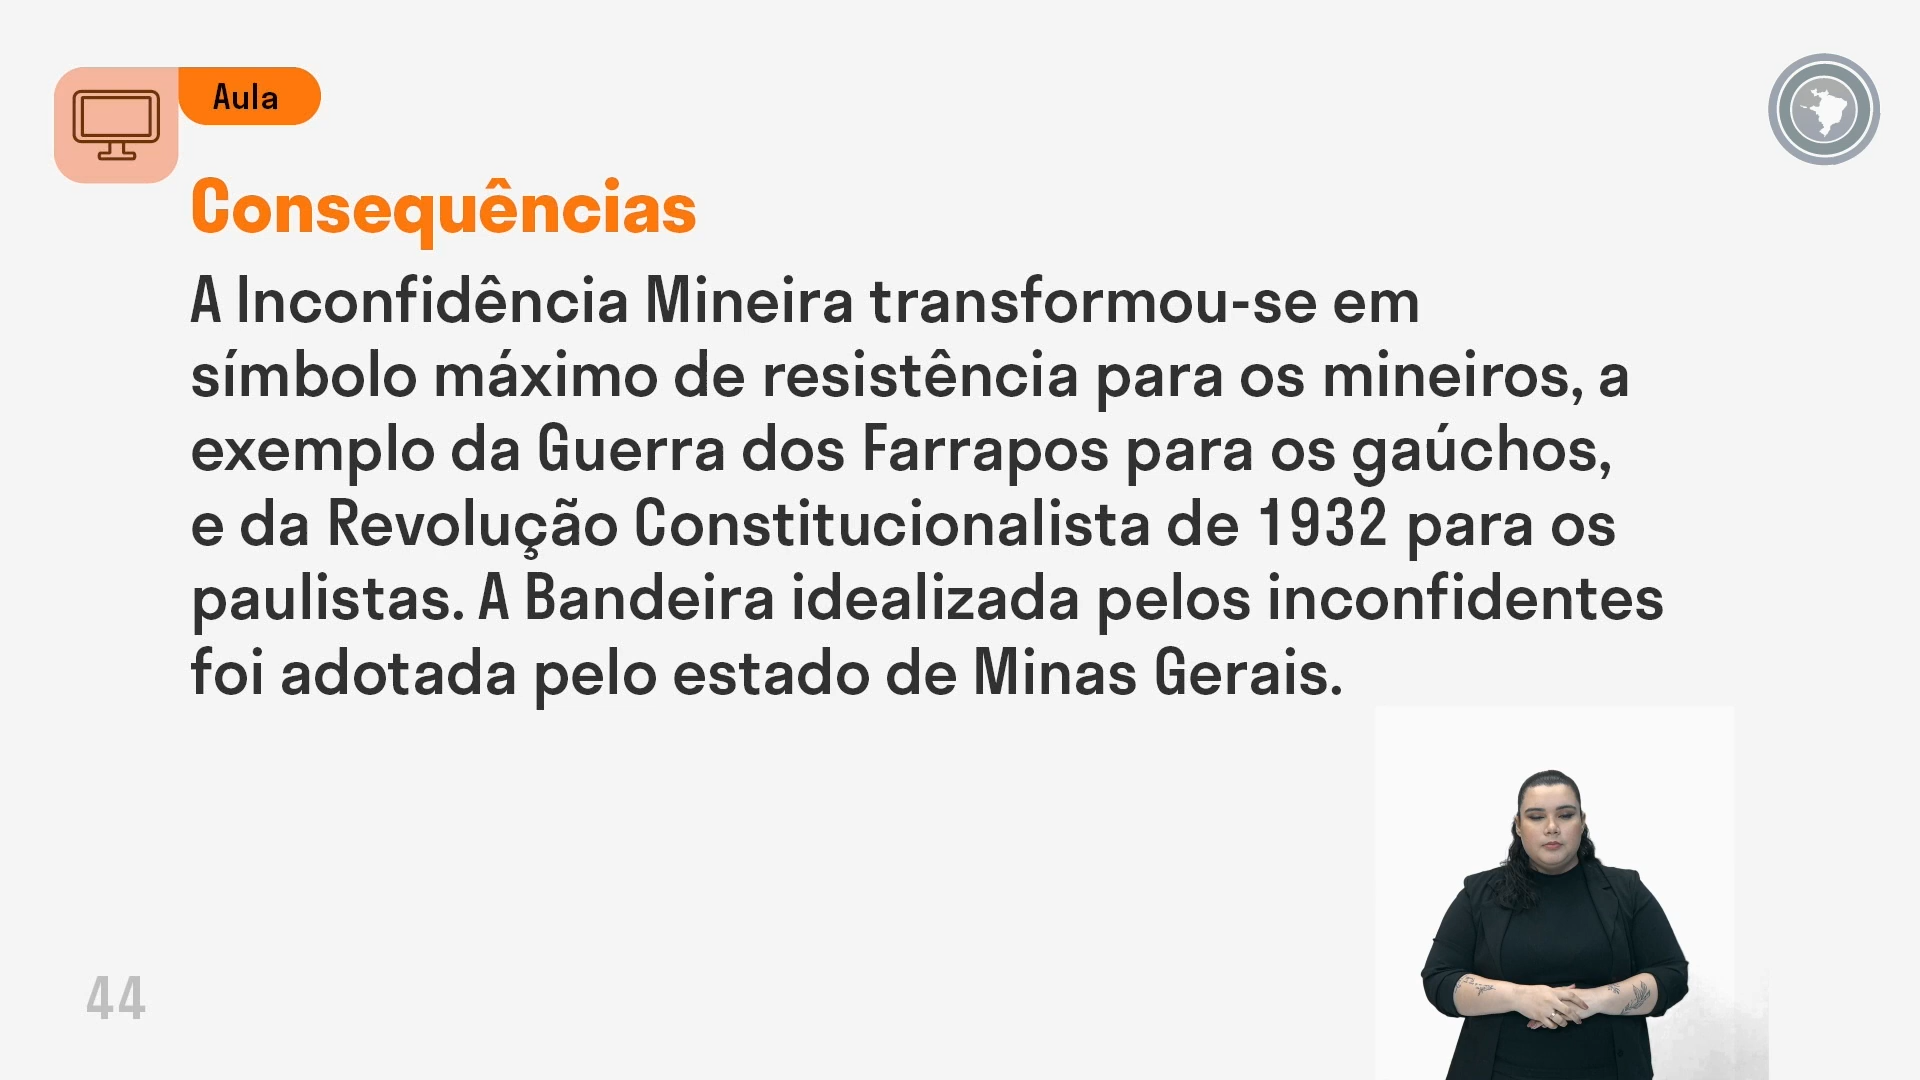 Aula
Consequências
A Inconfidência Mineira transformou-se em
símbolo máximo de resistência para os mineiros, a
exemplo da Guerra dos Farrapos para os gaúchos,
e da Revolução Constitucionalista de 1932 para os
paulistas. A Bandeira idealizada pelos inconfidentes
foi adotada pelo estado de Minas Gerais.
44